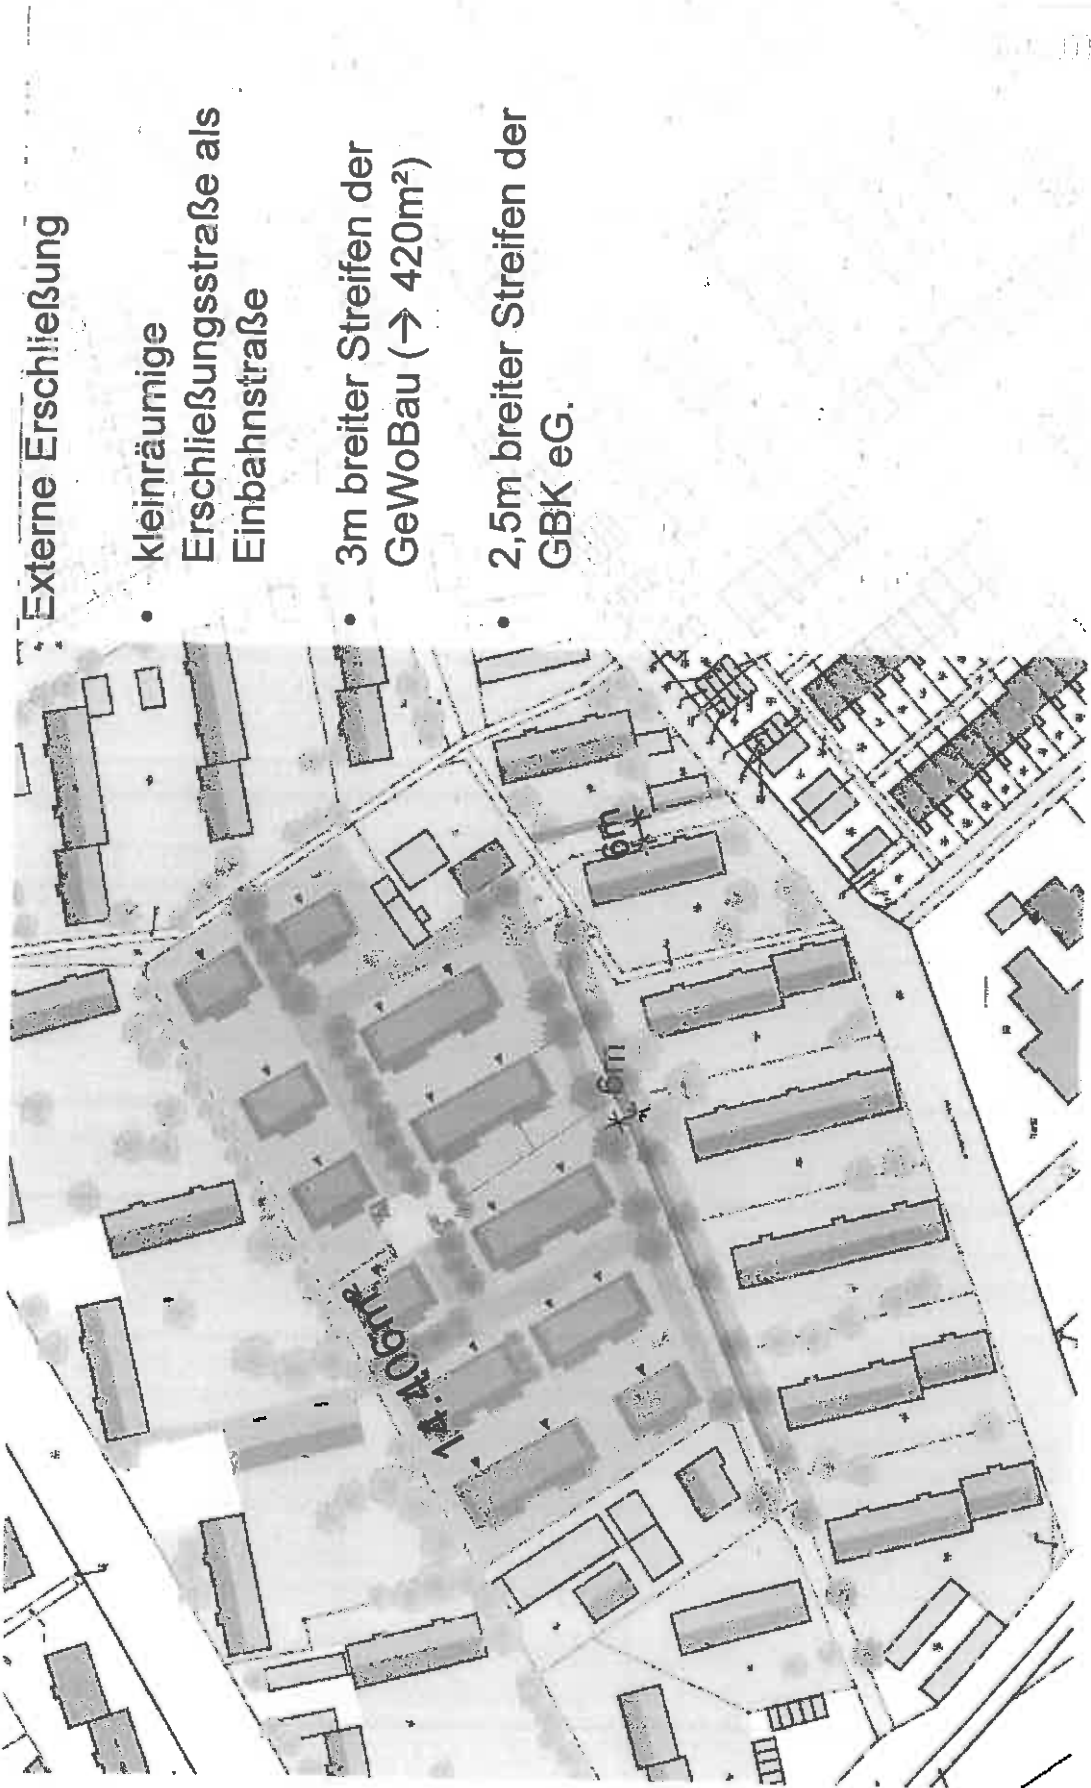 Externe Erschließung
• kleinräumige
Erschließungsstraße als
Einbahnstraße
• 3m breiter Streifen der
GeWoBau (→ 420m²)
• 2,5m breiter Streifen der
GBK eG.
14.406m²
6m
6m